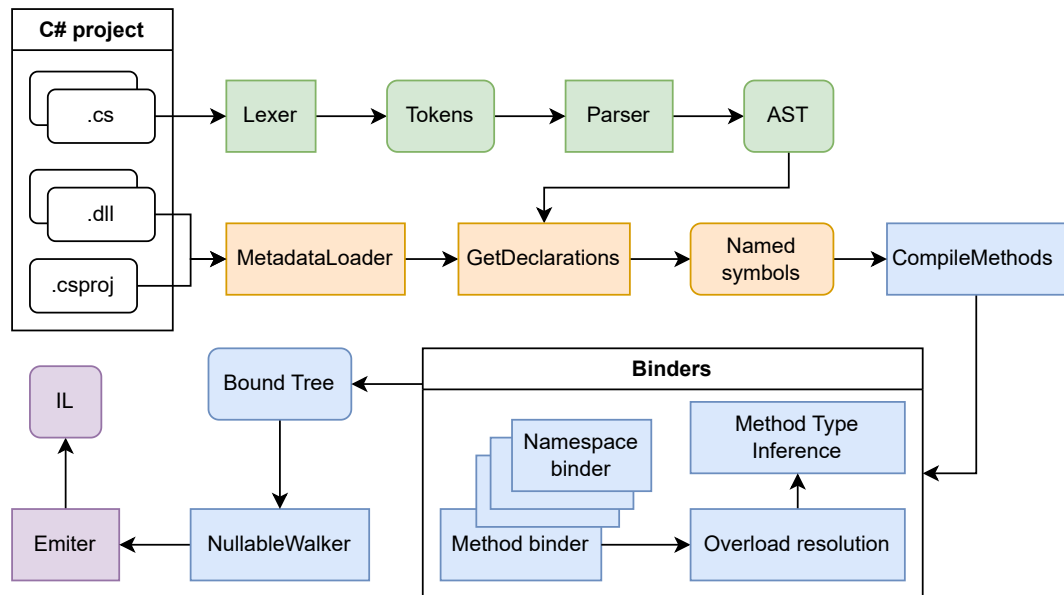 C# project
.cs
Lexer
Tokens
Parser
AST
.dll
.csproj
MetadataLoader
GetDeclarations
Named
symbols
CompileMethods
IL
Bound Tree
Binders
Namespace
binder
Method Type
Inference
Emiter
NullableWalker
Method binder
Overload resolution